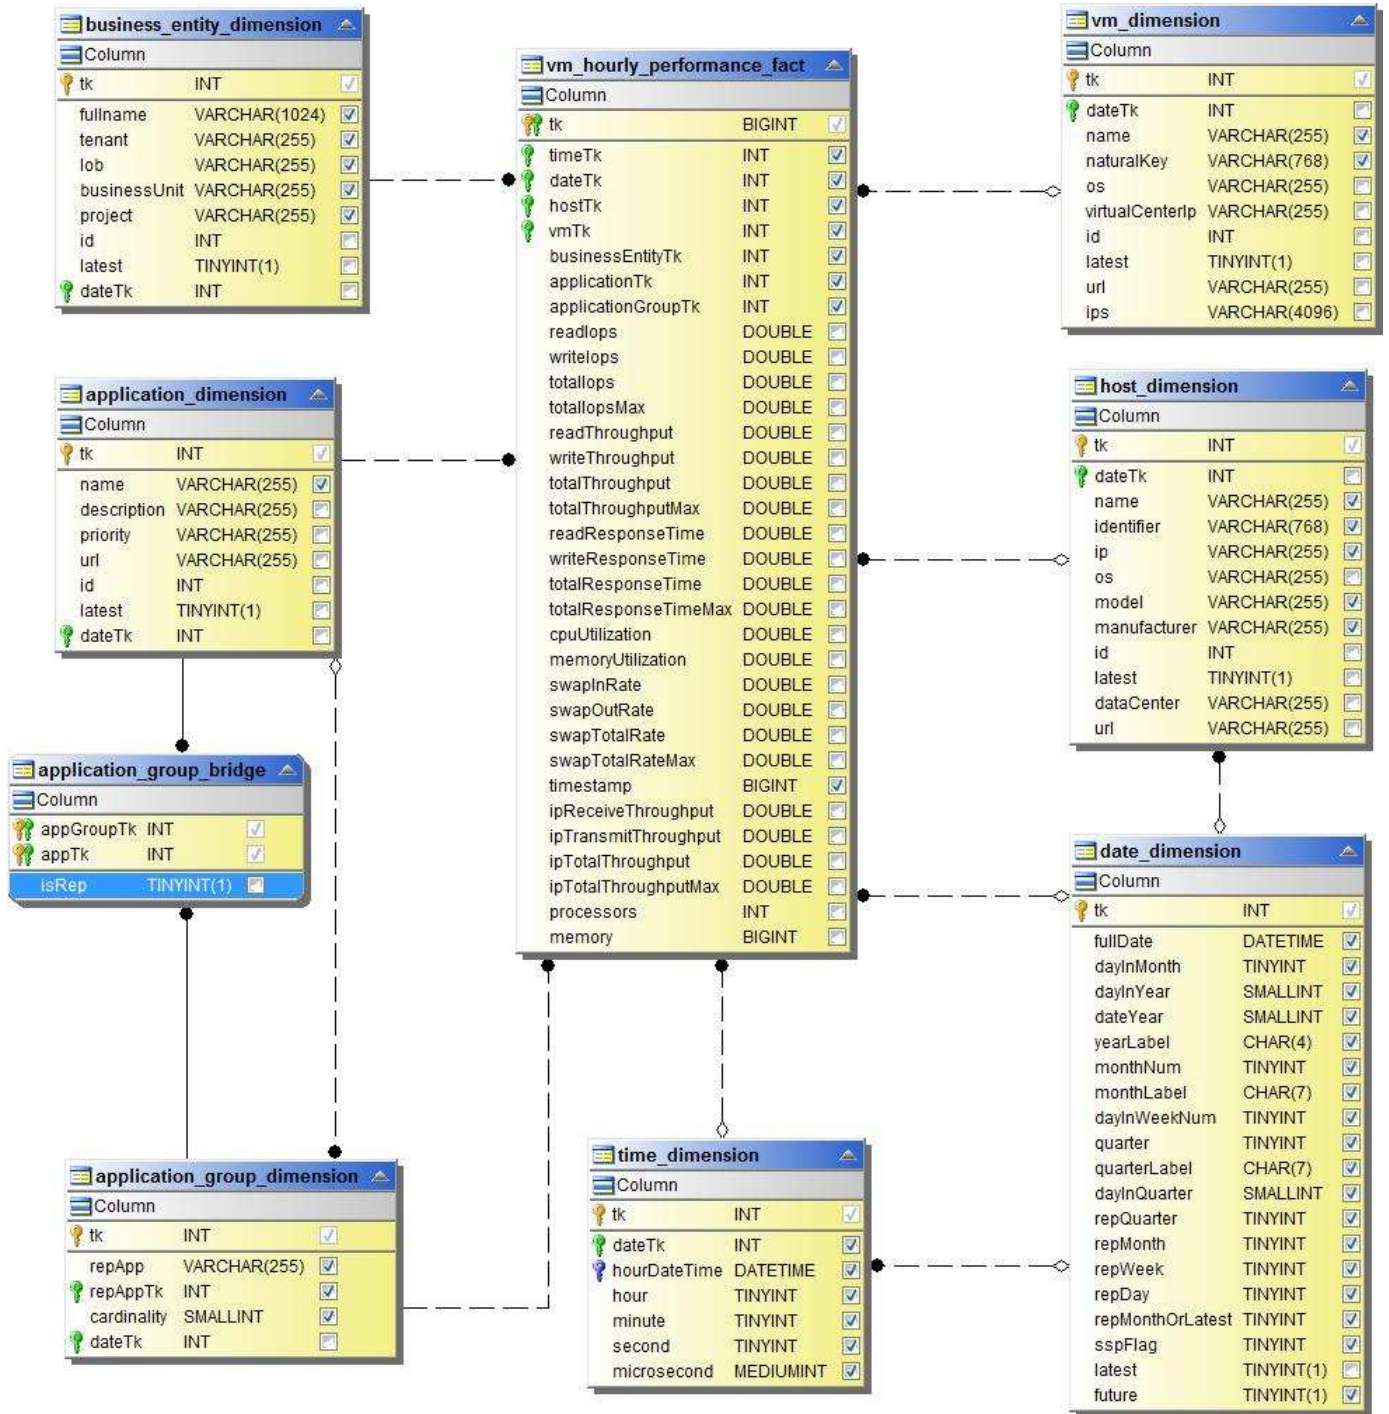 business_entity_dimension
Column
tk INT
fullname VARCHAR(1024)
tenant VARCHAR(255)
lob VARCHAR(255)
businessUnit VARCHAR(255)
project VARCHAR(255)
id INT
latest TINYINT(1)
dateTk INT
application_dimension
Column
tk INT
name VARCHAR(255)
description VARCHAR(255)
priority VARCHAR(255)
url VARCHAR(255)
id INT
latest TINYINT(1)
dateTk INT
application_group_bridge
Column
appGroupTk INT
appTk INT
isRep TINYINT(1)
application_group_dimension
Column
tk INT
repApp VARCHAR(255)
repAppTk INT
cardinality SMALLINT
dateTk INT
vm_hourly_performance_fact
Column
tk BIGINT
timeTk INT
dateTk INT
hostTk INT
vmTk INT
businessEntityTk INT
applicationTk INT
applicationGroupTk INT
readIops DOUBLE
writeIops DOUBLE
totalIops DOUBLE
totalIopsMax DOUBLE
readThroughput DOUBLE
writeThroughput DOUBLE
totalThroughput DOUBLE
totalThroughputMax DOUBLE
readResponseTime DOUBLE
writeResponseTime DOUBLE
totalResponseTime DOUBLE
totalResponseTimeMax DOUBLE
cpuUtilization DOUBLE
memoryUtilization DOUBLE
swapInRate DOUBLE
swapOutRate DOUBLE
swapTotalRate DOUBLE
swapTotalRateMax DOUBLE
timestamp BIGINT
ipReceiveThroughput DOUBLE
ipTransmitThroughput DOUBLE
ipTotalThroughput DOUBLE
ipTotalThroughputMax DOUBLE
processors INT
memory BIGINT
time_dimension
Column
tk INT
dateTk INT
hourDateTime DATETIME
hour TINYINT
minute TINYINT
second TINYINT
microsecond MEDIUMINT
vm_dimension
Column
tk INT
dateTk INT
name VARCHAR(255)
naturalKey VARCHAR(768)
os VARCHAR(255)
virtualCenterIp VARCHAR(255)
id INT
latest TINYINT(1)
url VARCHAR(255)
ips VARCHAR(4096)
host_dimension
Column
tk INT
dateTk INT
name VARCHAR(255)
identifier VARCHAR(768)
ip VARCHAR(255)
os VARCHAR(255)
model VARCHAR(255)
manufacturer VARCHAR(255)
id INT
latest TINYINT(1)
dataCenter VARCHAR(255)
url VARCHAR(255)
date_dimension
Column
tk INT
fullDate DATETIME
dayInMonth TINYINT
dayInYear SMALLINT
dateYear SMALLINT
yearLabel CHAR(4)
monthNum TINYINT
monthLabel CHAR(7)
dayInWeekNum TINYINT
quarter TINYINT
quarterLabel CHAR(7)
dayInQuarter SMALLINT
repQuarter TINYINT
repMonth TINYINT
repWeek TINYINT
repDay TINYINT
repMonthOrLatest TINYINT
sspFlag TINYINT
latest TINYINT(1)
future TINYINT(1)